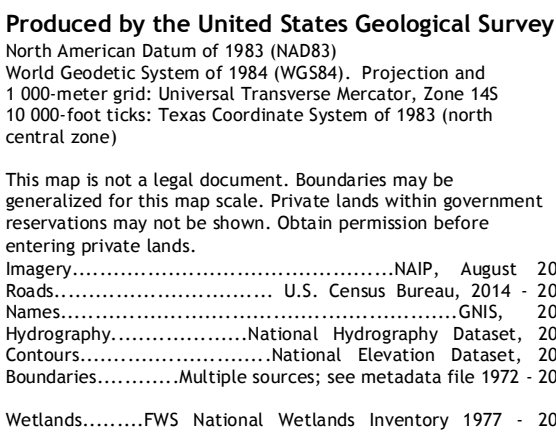 Produced by the United States Geological Survey
North American Datum of 1983 (NAD83)
World Geodetic System of 1984 (WGS84). Projection and
1 000-meter grid: Universal Transverse Mercator, Zone 14S
10 000-foot ticks: Texas Coordinate System of 1983 (north
central zone)
This map is not a legal document. Boundaries may be
generalized for this map scale. Private lands within government
reservations may not be shown. Obtain permission before
entering private lands.
Imagery.............................................NAIP, August 20
Roads................................ U.S. Census Bureau, 2014 - 20
Names.....................................................GNIS, 20
Hydrography...................National Hydrography Dataset, 20
Contours............................National Elevation Dataset, 20
Boundaries............Multiple sources; see metadata file 1972 - 20
Wetlands.........FWS National Wetlands Inventory 1977 - 20